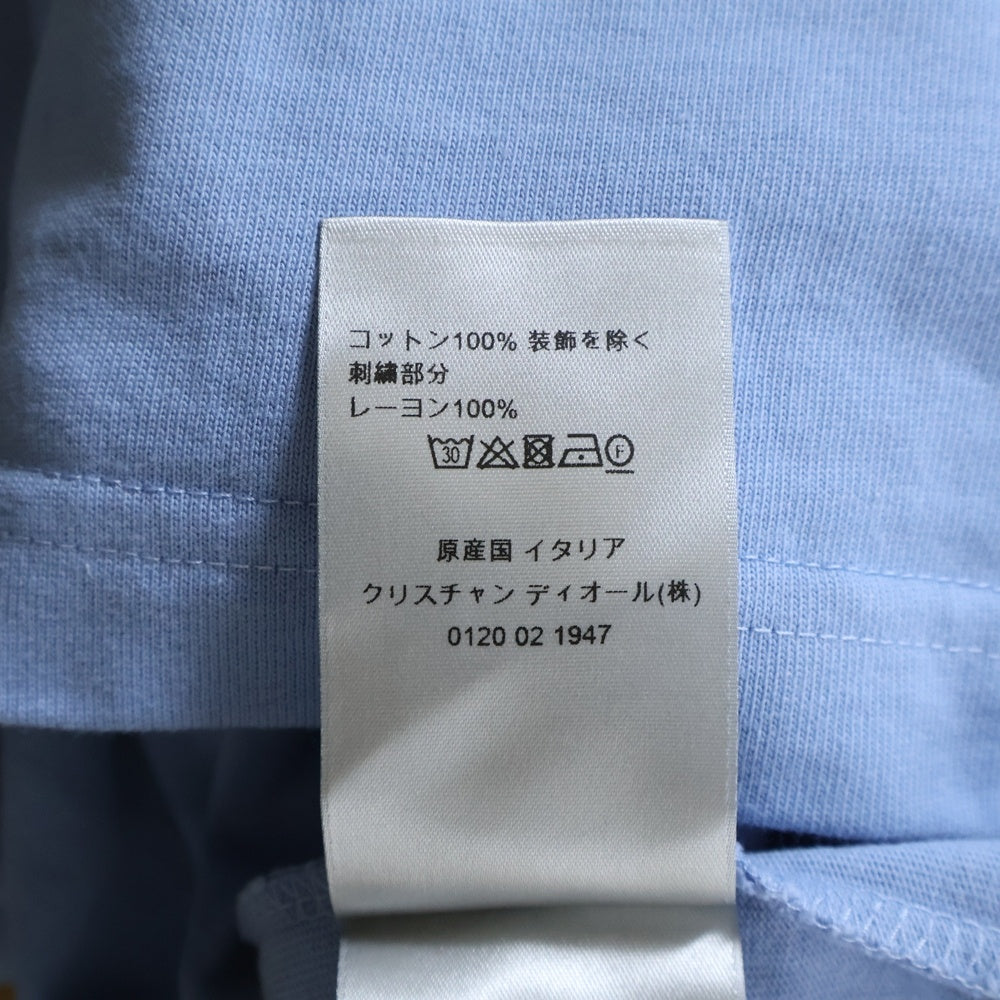 コットン100% 装飾を除く
刺繍部分
レーヨン100%
30 F
原産国 イタリア
クリスチャン ディオール(株)
0120 02 1947